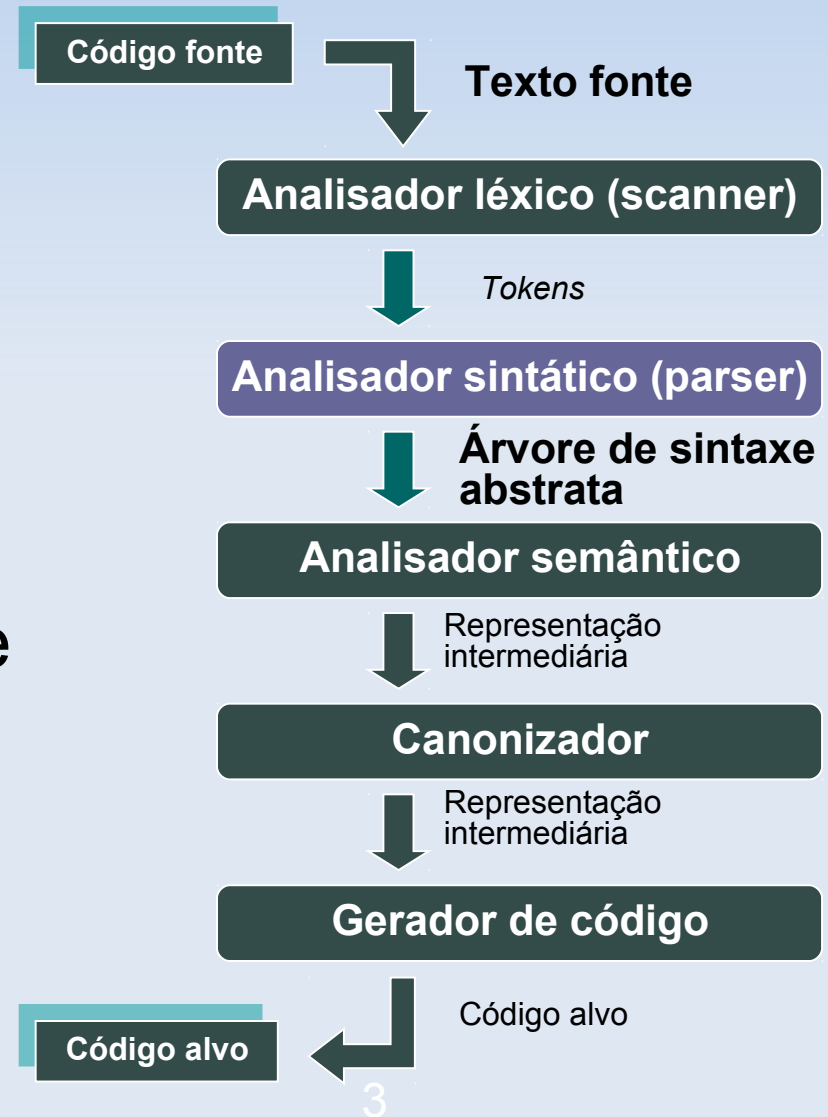 Código fonte
Texto fonte
Analisador léxico (scanner)
Tokens
Analisador sintático (parser)
Árvore de sintaxe
abstrata
Analisador semântico
e
Representação
intermediária
Canonizador
Representação
intermediária
Gerador de código
Código alvo
Código alvo
3